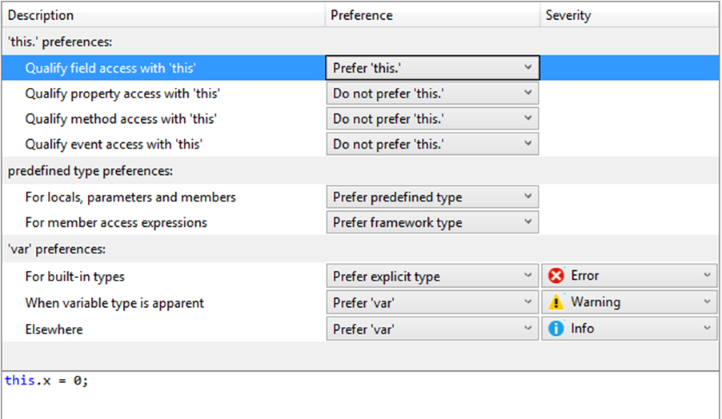 Description Preference Severity
'this.' preferences:
Qualify field access with 'this' Prefer 'this.'
Qualify property access with 'this' Do not prefer 'this.'
Qualify method access with 'this' Do not prefer 'this.'
Qualify event access with 'this' Do not prefer 'this.'
predefined type preferences:
For locals, parameters and members Prefer predefined type
For member access expressions Prefer framework type
'var' preferences:
For built-in types Prefer explicit type Error
When variable type is apparent Prefer 'var' Warning
Elsewhere Prefer 'var' Info
this.x = 0;